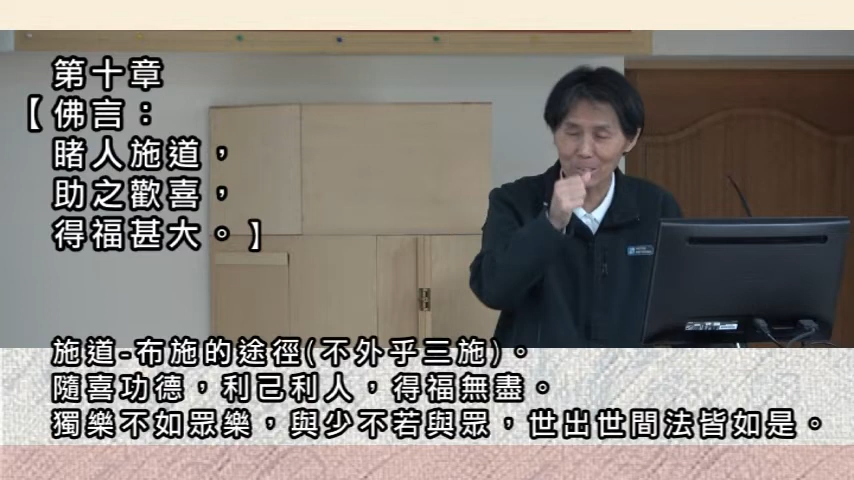 第十章
【佛言：
睹人施道，
助之歡喜，
得福甚大。】
施道-布施的途徑(不外乎三施)。
隨喜功德，利己利人，得福無盡。
獨樂不如眾樂，與少不若與眾，世出世間法皆如是。